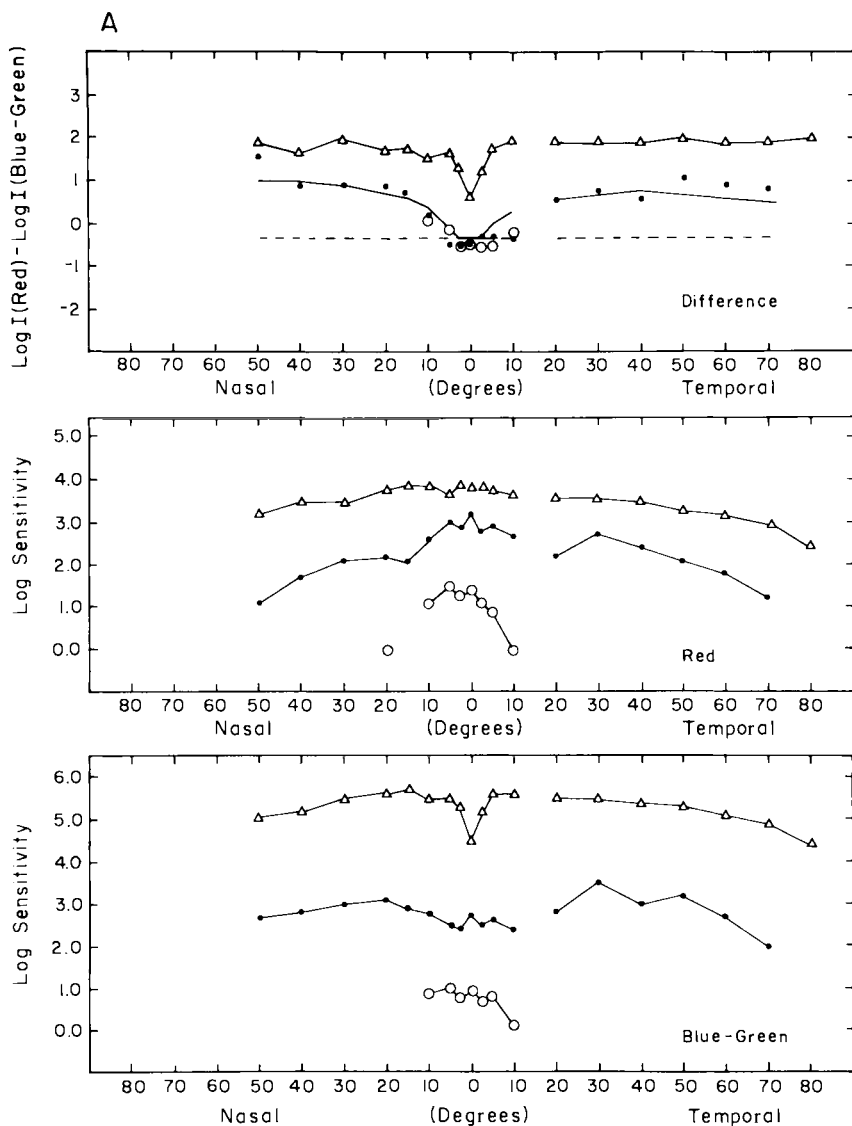 A
Log I (Red) - Log I (Blue-Green)
3
2
1
0
-1
-2
Difference
80 70 60 50 40 30 20 10 0 10 20 30 40 50 60 70 80
Nasal (Degrees) Temporal
Log Sensitivity
5.0
4.0
3.0
2.0
1.0
0.0
Red
80 70 60 50 40 30 20 10 0 10 20 30 40 50 60 70 80
Nasal (Degrees) Temporal
Log Sensitivity
6.0
5.0
4.0
3.0
2.0
1.0
0.0
Blue-Green
80 70 60 50 40 30 20 10 0 10 20 30 40 50 60 70 80
Nasal (Degrees) Temporal